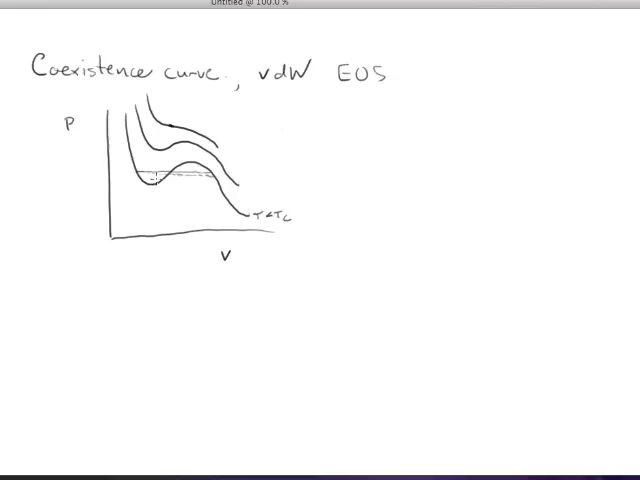 Untitled @ 100.0 %
Coexistence curve, vdW EOS
P
T<Tc
V